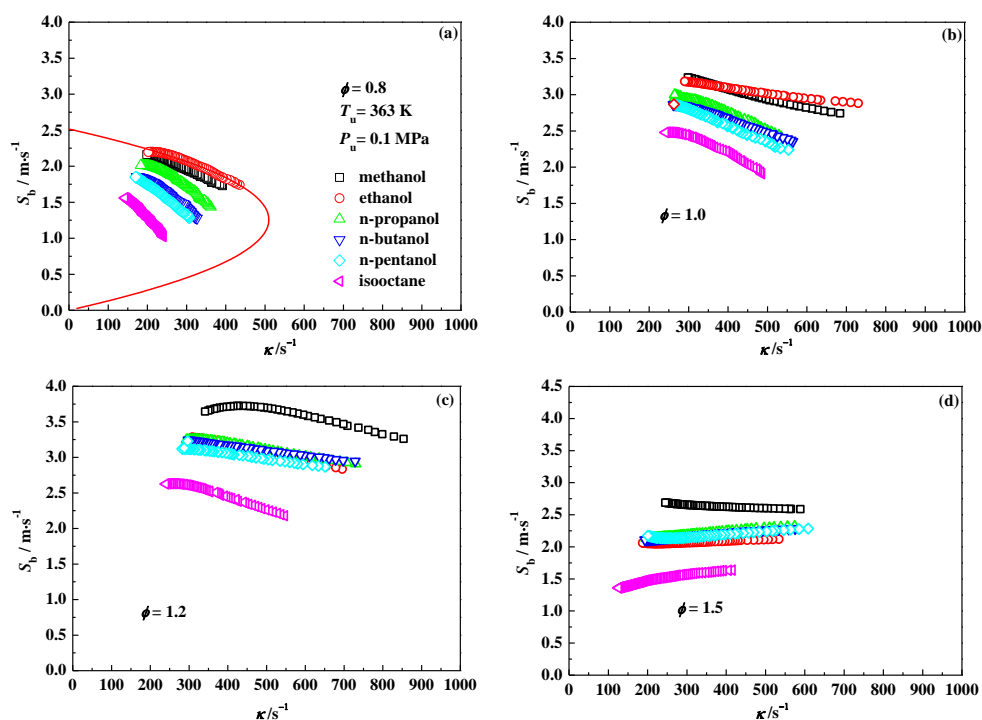 (a)
4.0
3.5
3.0
2.5
2.0
1.5
1.0
0.5
0.0
S_b / m·s⁻¹
ϕ = 0.8
T_u = 363 K
P_u = 0.1 MPa
methanol
ethanol
n-propanol
n-butanol
n-pentanol
isooctane
0 100 200 300 400 500 600 700 800 900 1000
κ /s⁻¹
(b)
4.0
3.5
3.0
2.5
2.0
1.5
1.0
0.5
0.0
S_b / m·s⁻¹
ϕ = 1.0
0 100 200 300 400 500 600 700 800 900 1000
κ /s⁻¹
(c)
4.0
3.5
3.0
2.5
2.0
1.5
1.0
0.5
0.0
S_b / m·s⁻¹
ϕ = 1.2
0 100 200 300 400 500 600 700 800 900 1000
κ /s⁻¹
(d)
4.5
4.0
3.5
3.0
2.5
2.0
1.5
1.0
0.5
0.0
S_b / m·s⁻¹
ϕ = 1.5
0 100 200 300 400 500 600 700 800 900 1000
κ /s⁻¹